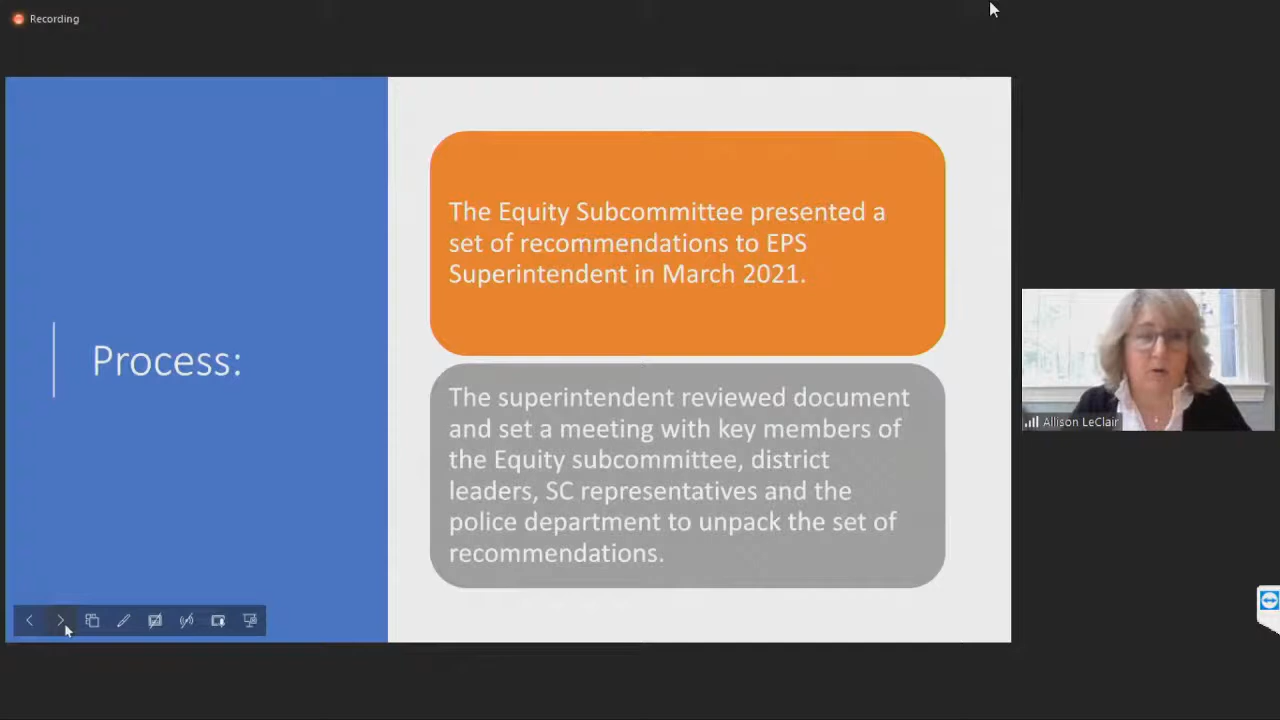 Recording
Process:
The Equity Subcommittee presented a
set of recommendations to EPS
Superintendent in March 2021.
The superintendent reviewed document
and set a meeting with key members of
the Equity subcommittee, district
leaders, SC representatives and the
police department to unpack the set of
recommendations.
Allison LeClair